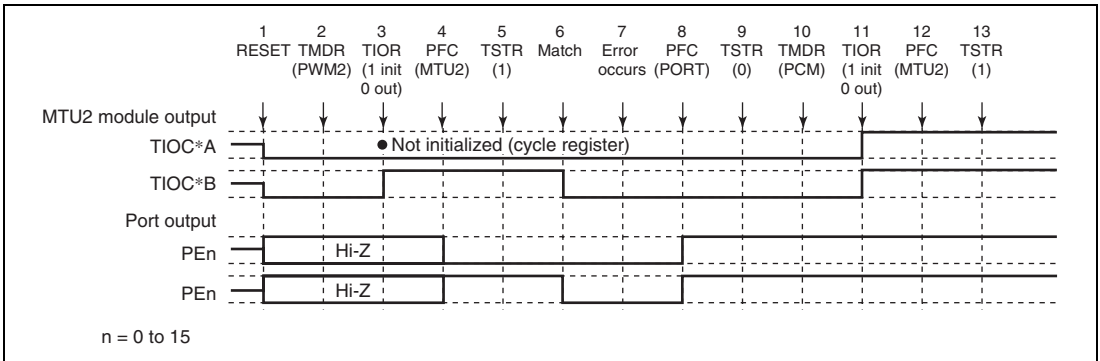 1 2 3 4 5 6 7 8 9 10 11 12 13
RESET TMDR TIOR PFC TSTR Match Error PFC TSTR TMDR TIOR PFC TSTR
(PWM2) (1 init (MTU2) (1) occurs (PORT) (0) (PCM) (1 init (MTU2) (1)
0 out) 0 out)
MTU2 module output
TIOC*A
● Not initialized (cycle register)
TIOC*B
Port output
PEn
Hi-Z
PEn
Hi-Z
n = 0 to 15